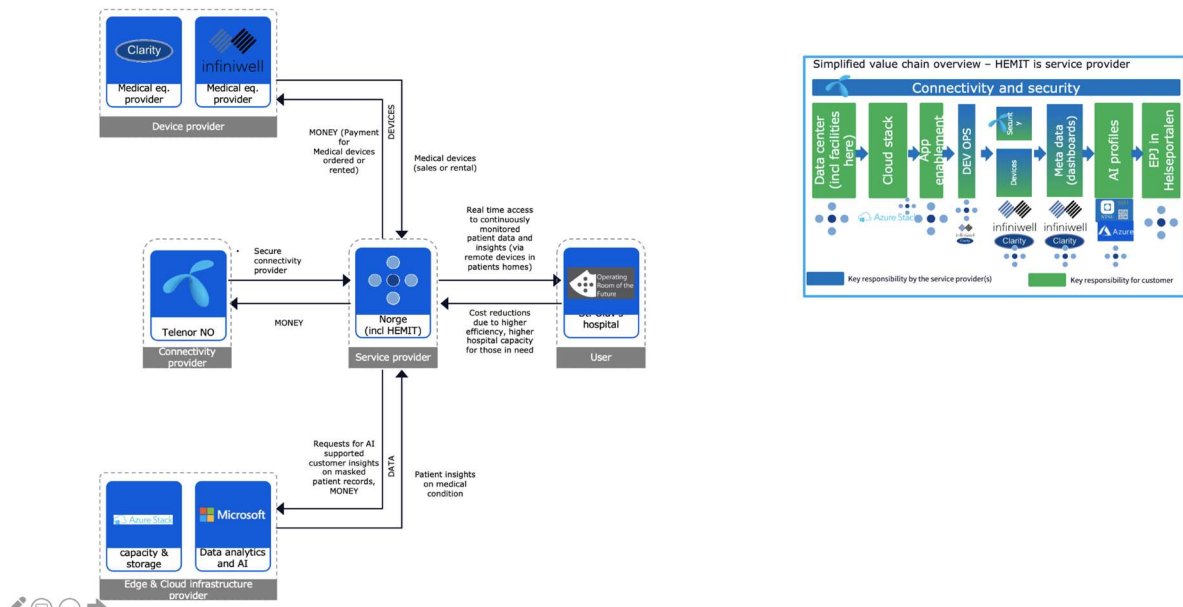 Clarity
infiniwell
Medical eq.
provider
Medical eq.
provider
Device provider
MONEY (Payment
for
Medical devices
ordered or
rented)
DEVICES
Medical devices
(sales or rental)
Real time access
to continuously
monitored
patient data and
insights (via
remote devices in
patients homes)
Secure
connectivity
provider
MONEY
Telenor NO
Connectivity
provider
Norge
(incl HEMIT)
Service provider
Cost reductions
due to higher
efficiency, higher
hospital capacity
for those in need
Operating
Room of the
Future
hospital
User
Requests for AI
supported
customer insights
on masked
patient records,
MONEY
DATA
Patient insights
on medical
condition
Azure Stack
Microsoft
capacity &
storage
Data analytics
and AI
Edge & Cloud infrastructure
provider
Simplified value chain overview – HEMIT is service provider
Connectivity and security
Data center
(incl facilities
here)
Cloud stack
App
enablement
DEV OPS
Securit
y
Devices
Meta data
(dashboards)
AI profiles
EPJ in
Helseportalen
Azure Stack
infiniwell
Clarity
infiniwell
Clarity
infiniwell
Clarity
NTNU
Azure
Key responsibility by the service provider(s)
Key responsibility for customer